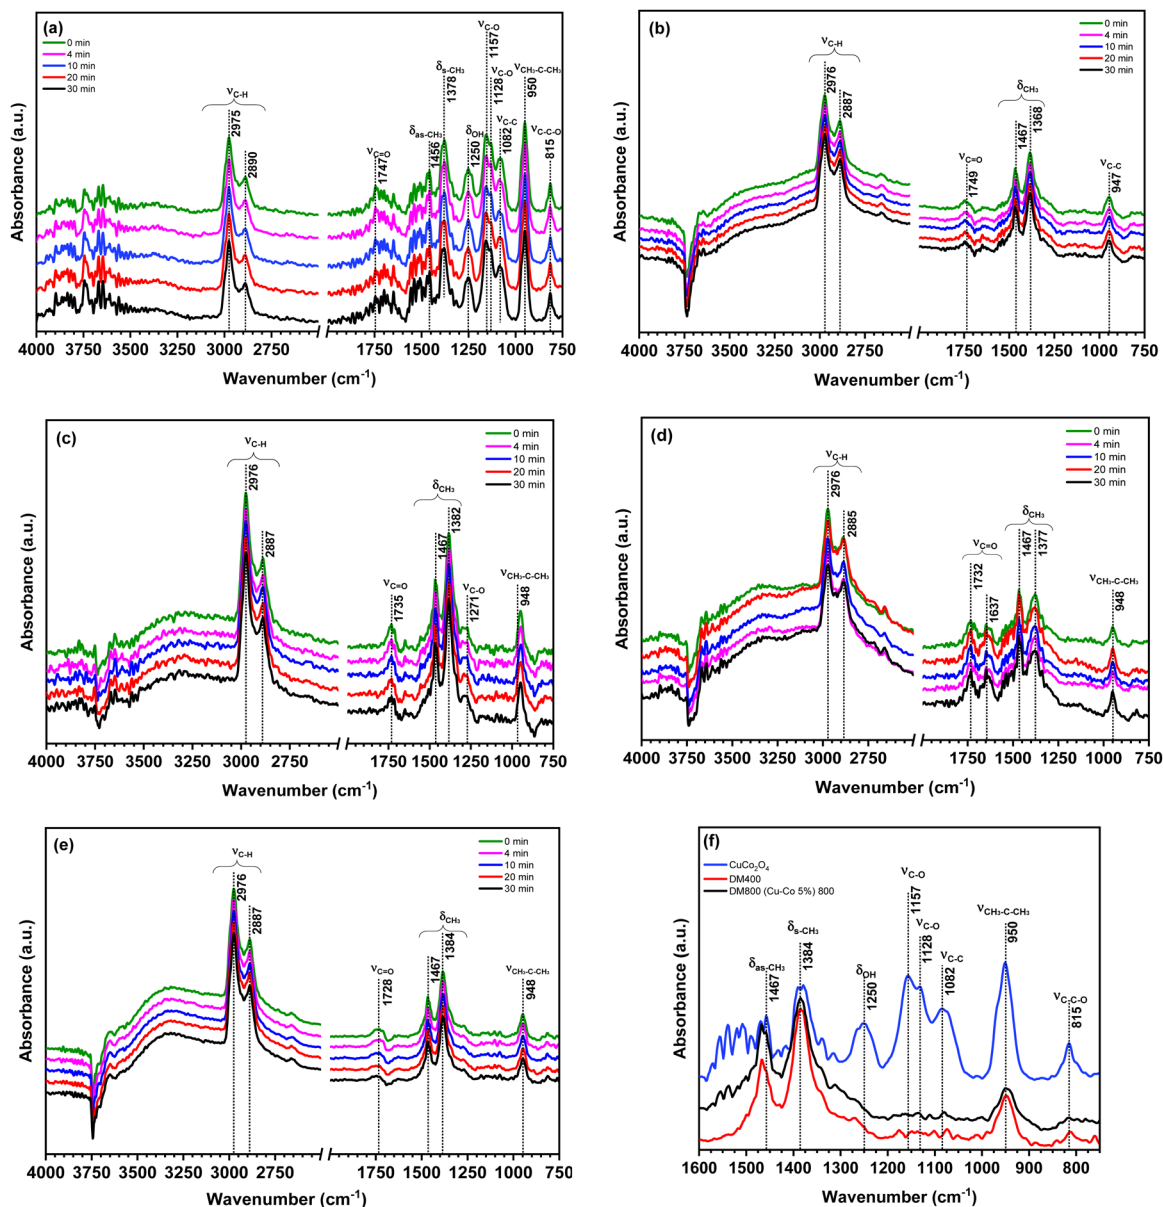 (a)
0 min
4 min
10 min
20 min
30 min
νC-H
2975
2890
νC=O
1747
δas-CH₃
1456
δs-CH₃
1378
δOH
1250
νC-O
1157
νC-O
1128
νC-C
1082
νCH₃-C-CH₃
950
νC-C-O
815
Absorbance (a.u.)
4000 3500 3250 3000 2750 1750 1500 1250 1000 750
Wavenumber (cm⁻¹)
(b)
0 min
4 min
10 min
20 min
30 min
νC-H
2976
2887
νC=O
1749
δCH₃
1467
1368
νC-C
947
Absorbance (a.u.)
4000 3750 3500 3250 3000 2750 1750 1500 1250 1000 750
Wavenumber (cm⁻¹)
(c)
0 min
4 min
10 min
20 min
30 min
νC-H
2976
2887
νC=O
1735
δCH₃
1467
1382
νC-O
1271
νCH₃-C-CH₃
948
Absorbance (a.u.)
4000 3750 3500 3250 3000 2750 1750 1500 1250 1000 750
Wavenumber (cm⁻¹)
(d)
0 min
4 min
10 min
20 min
30 min
νC-H
2976
2885
νC=O
1732
1637
δCH₃
1467
1377
νCH₃-C-CH₃
948
Absorbance (a.u.)
4000 3750 3500 3250 3000 2750 1750 1500 1250 1000 750
Wavenumber (cm⁻¹)
(e)
0 min
4 min
10 min
20 min
30 min
νC-H
2976
2887
νC=O
1728
δCH₃
1467
1384
νCH₃-C-CH₃
948
Absorbance (a.u.)
4000 3750 3500 3250 3000 2750 1750 1500 1250 1000 750
Wavenumber (cm⁻¹)
(f)
CuCo₂O₄
DM400
DM800 (Cu-Co 5%) 800
δas-CH₃
1467
δs-CH₃
1384
δOH
1250
νC-O
1157
νC-O
1128
νC-C
1082
νCH₃-C-CH₃
950
νC-C-O
815
Absorbance (a.u.)
1600 1500 1400 1300 1200 1100 1000 900 800
Wavenumber (cm⁻¹)